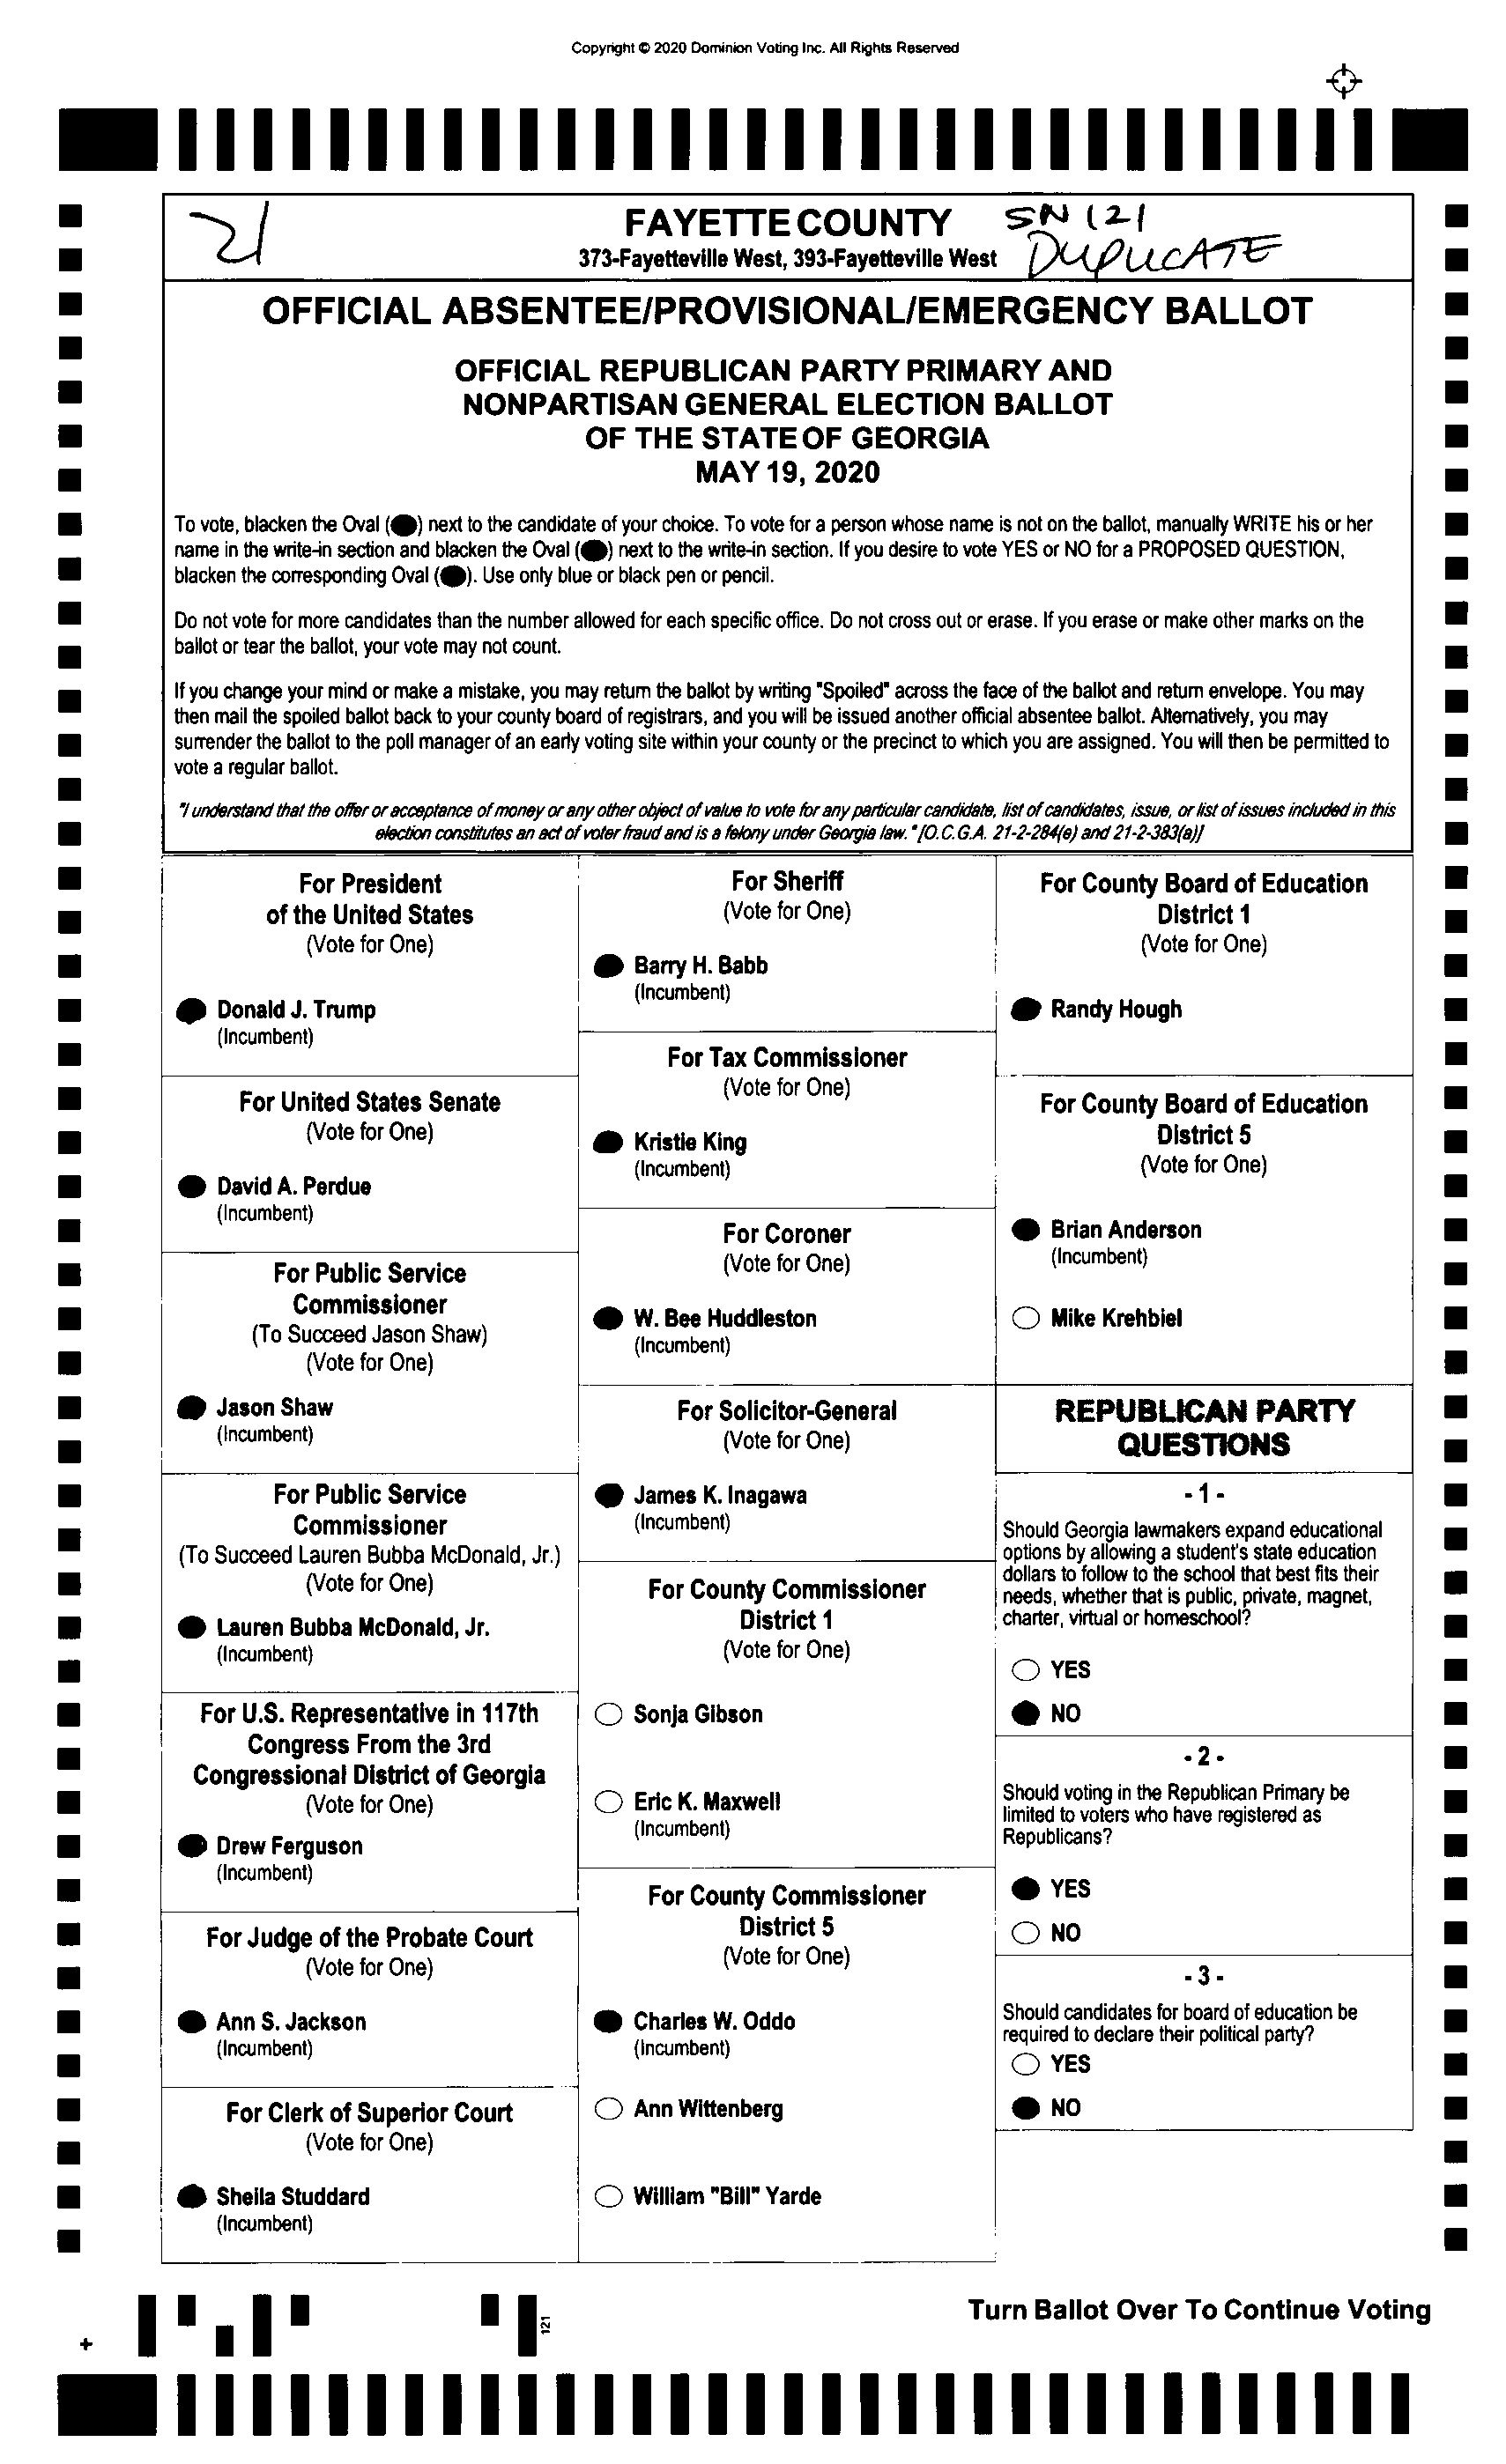 Copyright © 2020 Dominion Voting Inc. All Rights Reserved
21
FAYETTE COUNTY
SN 121
373-Fayetteville West, 393-Fayetteville West
DUPLICATE
OFFICIAL ABSENTEE/PROVISIONAL/EMERGENCY BALLOT
OFFICIAL REPUBLICAN PARTY PRIMARY AND
NONPARTISAN GENERAL ELECTION BALLOT
OF THE STATE OF GEORGIA
MAY 19, 2020
To vote, blacken the Oval ( ) next to the candidate of your choice. To vote for a person whose name is not on the ballot, manually WRITE his or her
name in the write-in section and blacken the Oval ( ) next to the write-in section. If you desire to vote YES or NO for a PROPOSED QUESTION,
blacken the corresponding Oval ( ). Use only blue or black pen or pencil.
Do not vote for more candidates than the number allowed for each specific office. Do not cross out or erase. If you erase or make other marks on the
ballot or tear the ballot, your vote may not count.
If you change your mind or make a mistake, you may return the ballot by writing "Spoiled" across the face of the ballot and return envelope. You may
then mail the spoiled ballot back to your county board of registrars, and you will be issued another official absentee ballot. Alternatively, you may
surrender the ballot to the poll manager of an early voting site within your county or the precinct to which you are assigned. You will then be permitted to
vote a regular ballot.
"I understand that the offer or acceptance of money or any other object of value to vote for any particular candidate, list of candidates, issue, or list of issues included in this
election constitutes an act of voter fraud and is a felony under Georgia law." [O.C.G.A. 21-2-284(e) and 21-2-383(a)]
For President
of the United States
(Vote for One)
Donald J. Trump
(Incumbent)
For United States Senate
(Vote for One)
David A. Perdue
(Incumbent)
For Public Service
Commissioner
(To Succeed Jason Shaw)
(Vote for One)
Jason Shaw
(Incumbent)
For Public Service
Commissioner
(To Succeed Lauren Bubba McDonald, Jr.)
(Vote for One)
Lauren Bubba McDonald, Jr.
(Incumbent)
For U.S. Representative in 117th
Congress From the 3rd
Congressional District of Georgia
(Vote for One)
Drew Ferguson
(Incumbent)
For Judge of the Probate Court
(Vote for One)
Ann S. Jackson
(Incumbent)
For Clerk of Superior Court
(Vote for One)
Sheila Studdard
(Incumbent)
For Sheriff
(Vote for One)
Barry H. Babb
(Incumbent)
For Tax Commissioner
(Vote for One)
Kristie King
(Incumbent)
For Coroner
(Vote for One)
W. Bee Huddleston
(Incumbent)
For Solicitor-General
(Vote for One)
James K. Inagawa
(Incumbent)
For County Commissioner
District 1
(Vote for One)
Sonja Gibson
Eric K. Maxwell
(Incumbent)
For County Commissioner
District 5
(Vote for One)
Charles W. Oddo
(Incumbent)
Ann Wittenberg
William "Bill" Yarde
For County Board of Education
District 1
(Vote for One)
Randy Hough
For County Board of Education
District 5
(Vote for One)
Brian Anderson
(Incumbent)
Mike Krehbiel
REPUBLICAN PARTY
QUESTIONS
- 1 -
Should Georgia lawmakers expand educational
options by allowing a student's state education
dollars to follow to the school that best fits their
needs, whether that is public, private, magnet,
charter, virtual or homeschool?
YES
NO
- 2 -
Should voting in the Republican Primary be
limited to voters who have registered as
Republicans?
YES
NO
- 3 -
Should candidates for board of education be
required to declare their political party?
YES
NO
Turn Ballot Over To Continue Voting
121